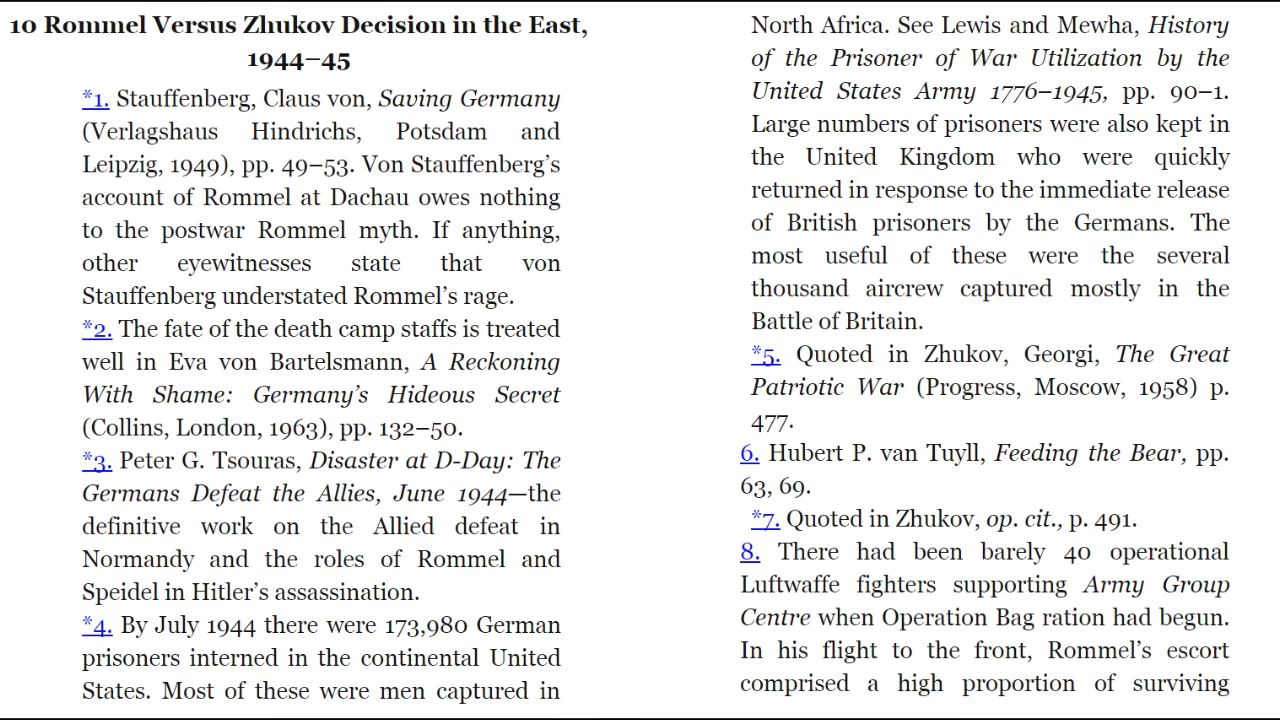 10 Rommel Versus Zhukov Decision in the East,
1944–45
*1. Stauffenberg, Claus von, Saving Germany
(Verlagshaus Hindrichs, Potsdam and
Leipzig, 1949), pp. 49–53. Von Stauffenberg’s
account of Rommel at Dachau owes nothing
to the postwar Rommel myth. If anything,
other eyewitnesses state that von
Stauffenberg understated Rommel’s rage.
*2. The fate of the death camp staffs is treated
well in Eva von Bartelsmann, A Reckoning
With Shame: Germany’s Hideous Secret
(Collins, London, 1963), pp. 132–50.
*3. Peter G. Tsouras, Disaster at D-Day: The
Germans Defeat the Allies, June 1944—the
definitive work on the Allied defeat in
Normandy and the roles of Rommel and
Speidel in Hitler’s assassination.
*4. By July 1944 there were 173,980 German
prisoners interned in the continental United
States. Most of these were men captured in
North Africa. See Lewis and Mewha, History
of the Prisoner of War Utilization by the
United States Army 1776–1945, pp. 90–1.
Large numbers of prisoners were also kept in
the United Kingdom who were quickly
returned in response to the immediate release
of British prisoners by the Germans. The
most useful of these were the several
thousand aircrew captured mostly in the
Battle of Britain.
*5. Quoted in Zhukov, Georgi, The Great
Patriotic War (Progress, Moscow, 1958) p.
477.
6. Hubert P. van Tuyll, Feeding the Bear, pp.
63, 69.
*7. Quoted in Zhukov, op. cit., p. 491.
8. There had been barely 40 operational
Luftwaffe fighters supporting Army Group
Centre when Operation Bag ration had begun.
In his flight to the front, Rommel’s escort
comprised a high proportion of surviving